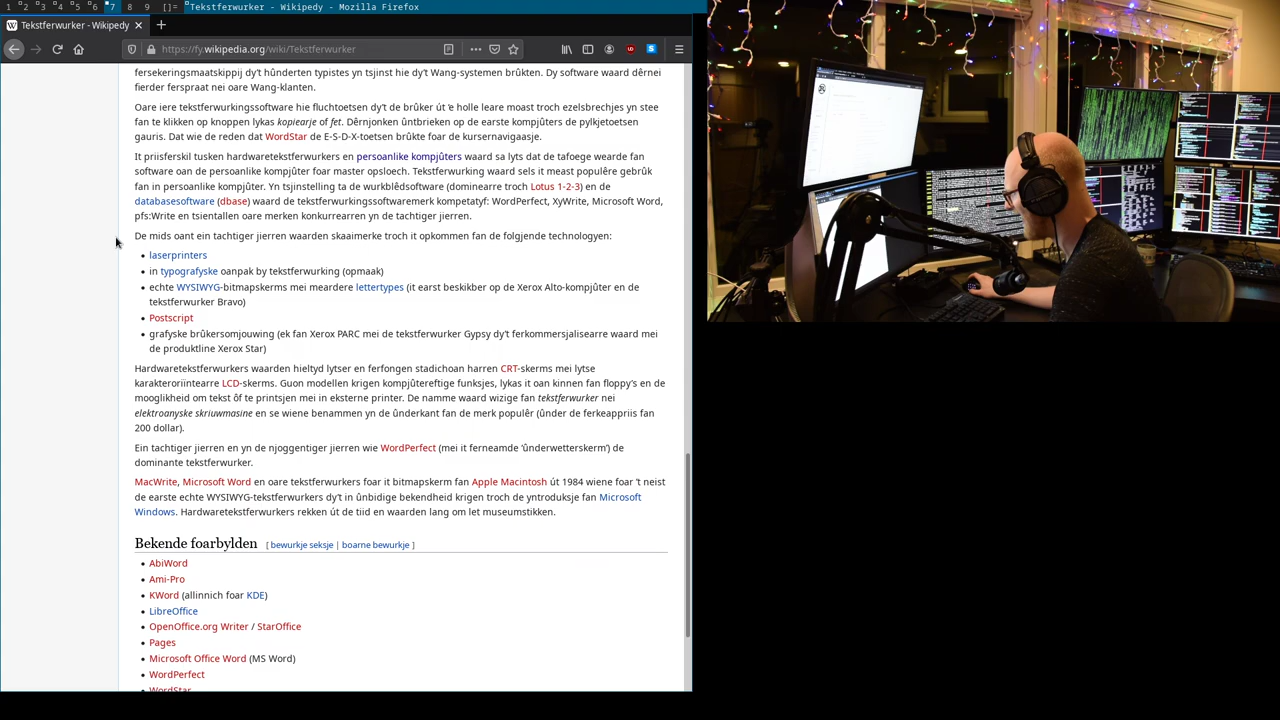 1 2 3 4 5 6 7 8 9 []= Tekstferwurker - Wikipedy - Mozilla Firefox
Tekstferwurker - Wikipedy
https://fy.wikipedia.org/wiki/Tekstferwurker
fersekeringsmaatskippij dy't hûnderten typistes yn tsjinst hie dy't Wang-systemen brûkten. Dy software waard dêrnei
fierder ferspraat nei oare Wang-klanten.
Oare iere tekstferwurkingssoftware hie fluchtoetsen dy't de brûker út 'e holle leare moast troch ezelsbrechjes yn stee
fan te klikken op knoppen lykas kopiearje of fet. Dêrnjonken ûntbrieken op de earste kompjûters de pylkjetoetsen
gauris. Dat wie de reden dat WordStar de E-S-D-X-toetsen brûkte foar de kursernavigaasje.
It priisferskil tusken hardwaretekstferwurkers en persoanlike kompjûters waard sa lyts dat de tafoege wearde fan
software oan de persoanlike kompjûter foar master opsloech. Tekstferwurking waard sels it meast populêre gebrûk
fan in persoanlike kompjûter. Yn tsjinstelling ta de wurkblêdsoftware (dominearre troch Lotus 1-2-3) en de
databasesoftware (dbase) waard de tekstferwurkingssoftwaremerk kompetatyf: WordPerfect, XyWrite, Microsoft Word,
pfs:Write en tsientallen oare merken konkurrearren yn de tachtiger jierren.
De mids oant ein tachtiger jierren waarden skaaimerke troch it opkommen fan de folgjende technologyen:
laserprinters
in typografyske oanpak by tekstferwurking (opmaak)
echte WYSIWYG-bitmapskerms mei meardere lettertypes (it earst beskikber op de Xerox Alto-kompjûter en de
tekstferwurker Bravo)
Postscript
grafyske brûkersomjouwing (ek fan Xerox PARC mei de tekstferwurker Gypsy dy't ferkommersjalisearre waard mei
de produktline Xerox Star)
Hardwaretekstferwurkers waarden hieltyd lytser en ferfongen stadichoan harren CRT-skerms mei lytse
karakteroriïntearre LCD-skerms. Guon modellen krigen kompjûtereftige funksjes, lykas it oan kinnen fan floppy's en de
mooglikheid om tekst ôf te printsjen mei in eksterne printer. De namme waard wizige fan tekstferwurker nei
elektroanyske skriuwmasine en se wiene benammen yn de ûnderkant fan de merk populêr (ûnder de ferkeappriis fan
200 dollar).
Ein tachtiger jierren en yn de njoggentiger jierren wie WordPerfect (mei it ferneamde 'ûnderwetterskerm') de
dominante tekstferwurker.
MacWrite, Microsoft Word en oare tekstferwurkers foar it bitmapskerm fan Apple Macintosh út 1984 wiene foar 't neist
de earste echte WYSIWYG-tekstferwurkers dy't in ûnbidige bekendheid krigen troch de yntroduksje fan Microsoft
Windows. Hardwaretekstferwurkers rekken út de tiid en waarden lang om let museumstikken.
Bekende foarbylden [ bewurkje seksje | boarne bewurkje ]
AbiWord
Ami-Pro
KWord (allinnich foar KDE)
LibreOffice
OpenOffice.org Writer / StarOffice
Pages
Microsoft Office Word (MS Word)
WordPerfect
WordStar